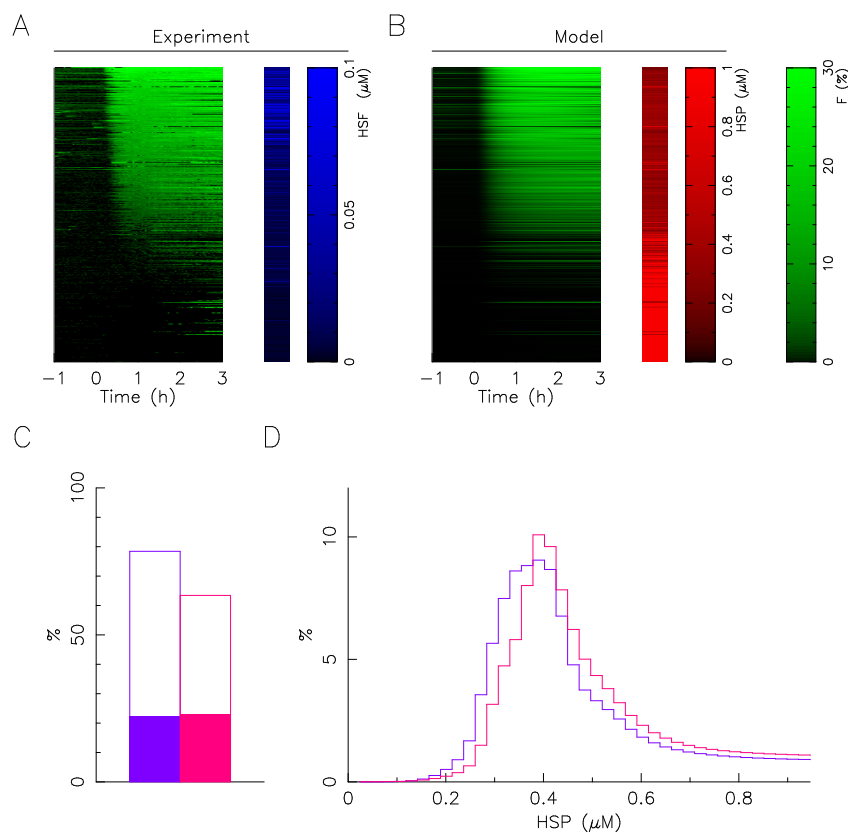 A
Experiment
B
Model
0.1
HSF (μM)
0.05
0
1
HSP (μM)
0.8
0.6
0.4
0.2
0
30
F (%)
20
10
0
−1 0 1 2 3
Time (h)
−1 0 1 2 3
Time (h)
C
D
100
50
0
%
10
5
0
%
0 0.2 0.4 0.6 0.8
HSP (μM)